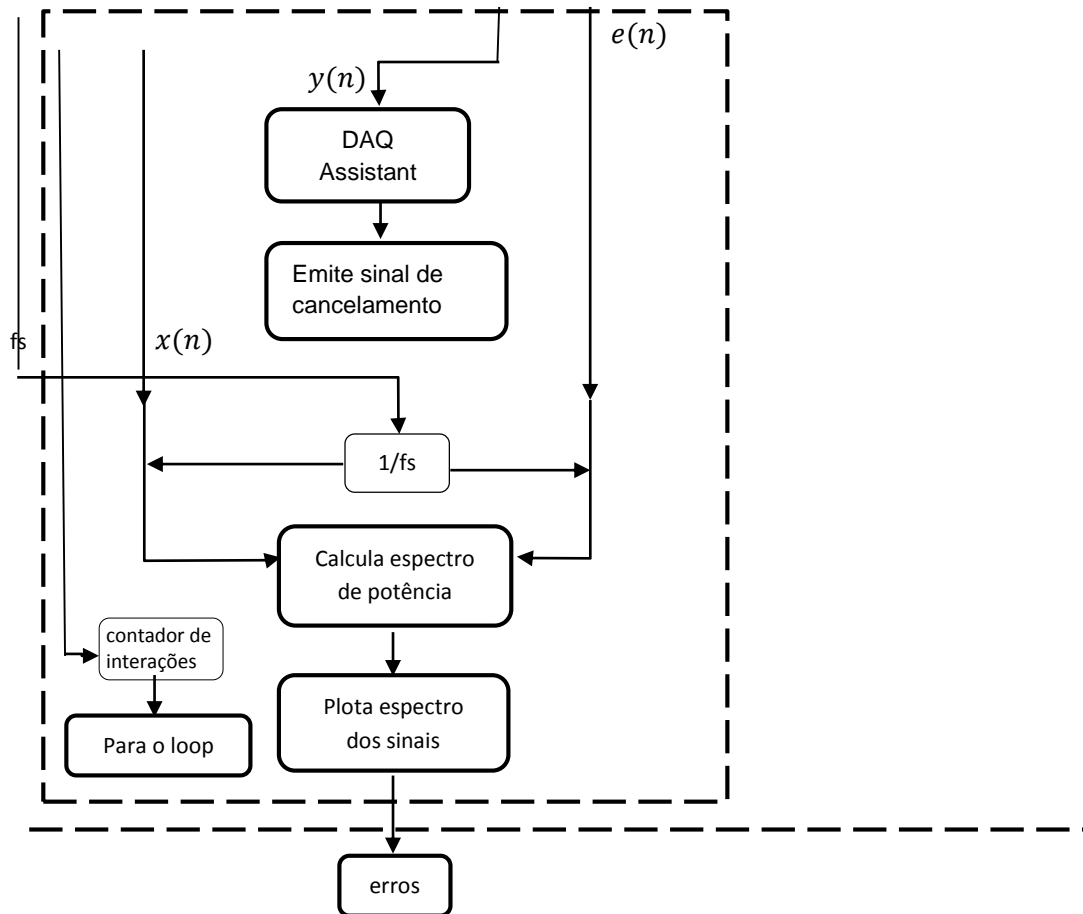 e(n)
y(n)
DAQ
Assistant
Emite sinal de
cancelamento
fs
x(n)
1/fs
Calcula espectro
de potência
contador de
interações
Plota espectro
dos sinais
Para o loop
erros